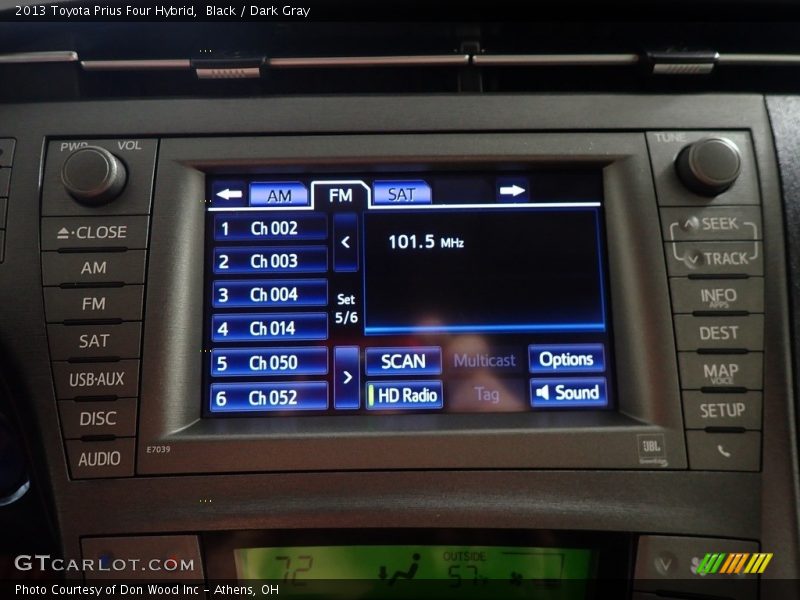 2013 Toyota Prius Four Hybrid,  Black / Dark Gray
PWR VOL
TUNE
AM FM SAT
1 Ch 002
2 Ch 003
3 Ch 004
4 Ch 014
5 Ch 050
6 Ch 052
<
Set
5/6
>
101.5 MHz
SCAN Multicast Options
HD Radio Tag Sound
CLOSE
AM
FM
SAT
USB·AUX
DISC
AUDIO
SEEK
TRACK
INFO
APPS
DEST
MAP
VOICE
SETUP
E7039
JBL
GreenEdge
72
OUTSIDE
57°F
GTCARLOT.COM
Photo Courtesy of Don Wood Inc - Athens, OH